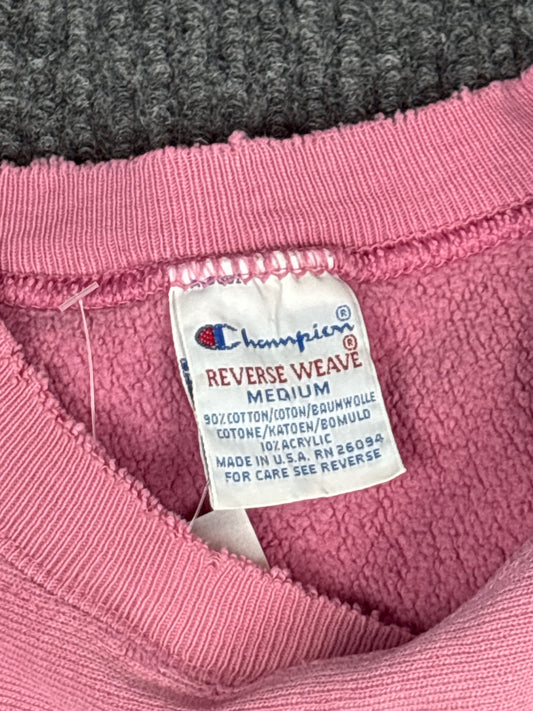 Champion®
REVERSE WEAVE®
MEDIUM
90% COTTON/COTON/BAUMWOLLE
COTONE/KATOEN/BOMULD
10% ACRYLIC
MADE IN U.S.A. RN 26094
FOR CARE SEE REVERSE